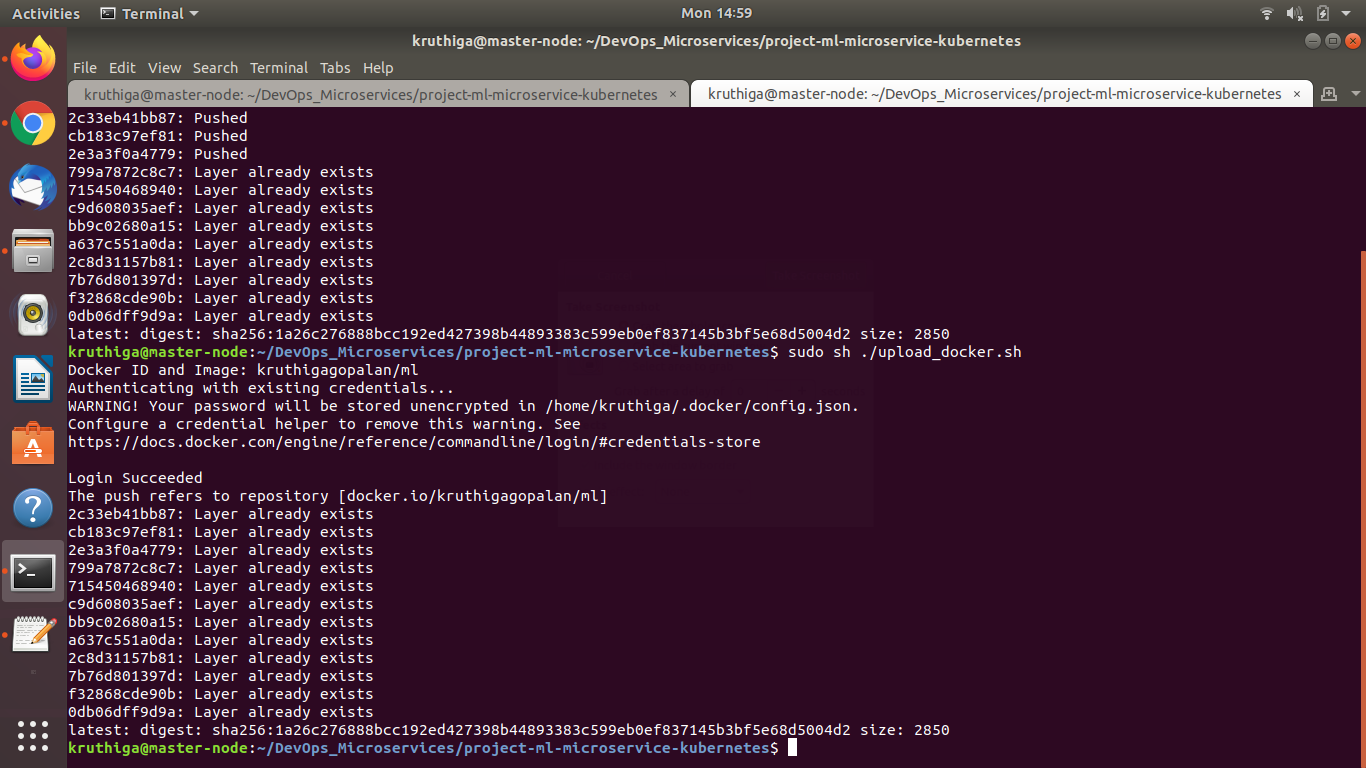 Activities
Terminal
Mon 14:59
kruthiga@master-node: ~/DevOps_Microservices/project-ml-microservice-kubernetes
File Edit View Search Terminal Tabs Help
kruthiga@master-node: ~/DevOps_Microservices/project-ml-microservice-kubernetes ×
kruthiga@master-node: ~/DevOps_Microservices/project-ml-microservice-kubernetes ×
2c33eb41bb87: Pushed
cb183c97ef81: Pushed
2e3a3f0a4779: Pushed
799a7872c8c7: Layer already exists
715450468940: Layer already exists
c9d608035aef: Layer already exists
bb9c02680a15: Layer already exists
a637c551a0da: Layer already exists
2c8d31157b81: Layer already exists
7b76d801397d: Layer already exists
f32868cde90b: Layer already exists
0db06dff9d9a: Layer already exists
latest: digest: sha256:1a26c276888bcc192ed427398b44893383c599eb0ef837145b3bf5e68d5004d2 size: 2850
kruthiga@master-node:~/DevOps_Microservices/project-ml-microservice-kubernetes$ sudo sh ./upload_docker.sh
Docker ID and Image: kruthigagopalan/ml
Authenticating with existing credentials...
WARNING! Your password will be stored unencrypted in /home/kruthiga/.docker/config.json.
Configure a credential helper to remove this warning. See
https://docs.docker.com/engine/reference/commandline/login/#credentials-store
Login Succeeded
The push refers to repository [docker.io/kruthigagopalan/ml]
2c33eb41bb87: Layer already exists
cb183c97ef81: Layer already exists
2e3a3f0a4779: Layer already exists
799a7872c8c7: Layer already exists
715450468940: Layer already exists
c9d608035aef: Layer already exists
bb9c02680a15: Layer already exists
a637c551a0da: Layer already exists
2c8d31157b81: Layer already exists
7b76d801397d: Layer already exists
f32868cde90b: Layer already exists
0db06dff9d9a: Layer already exists
latest: digest: sha256:1a26c276888bcc192ed427398b44893383c599eb0ef837145b3bf5e68d5004d2 size: 2850
kruthiga@master-node:~/DevOps_Microservices/project-ml-microservice-kubernetes$